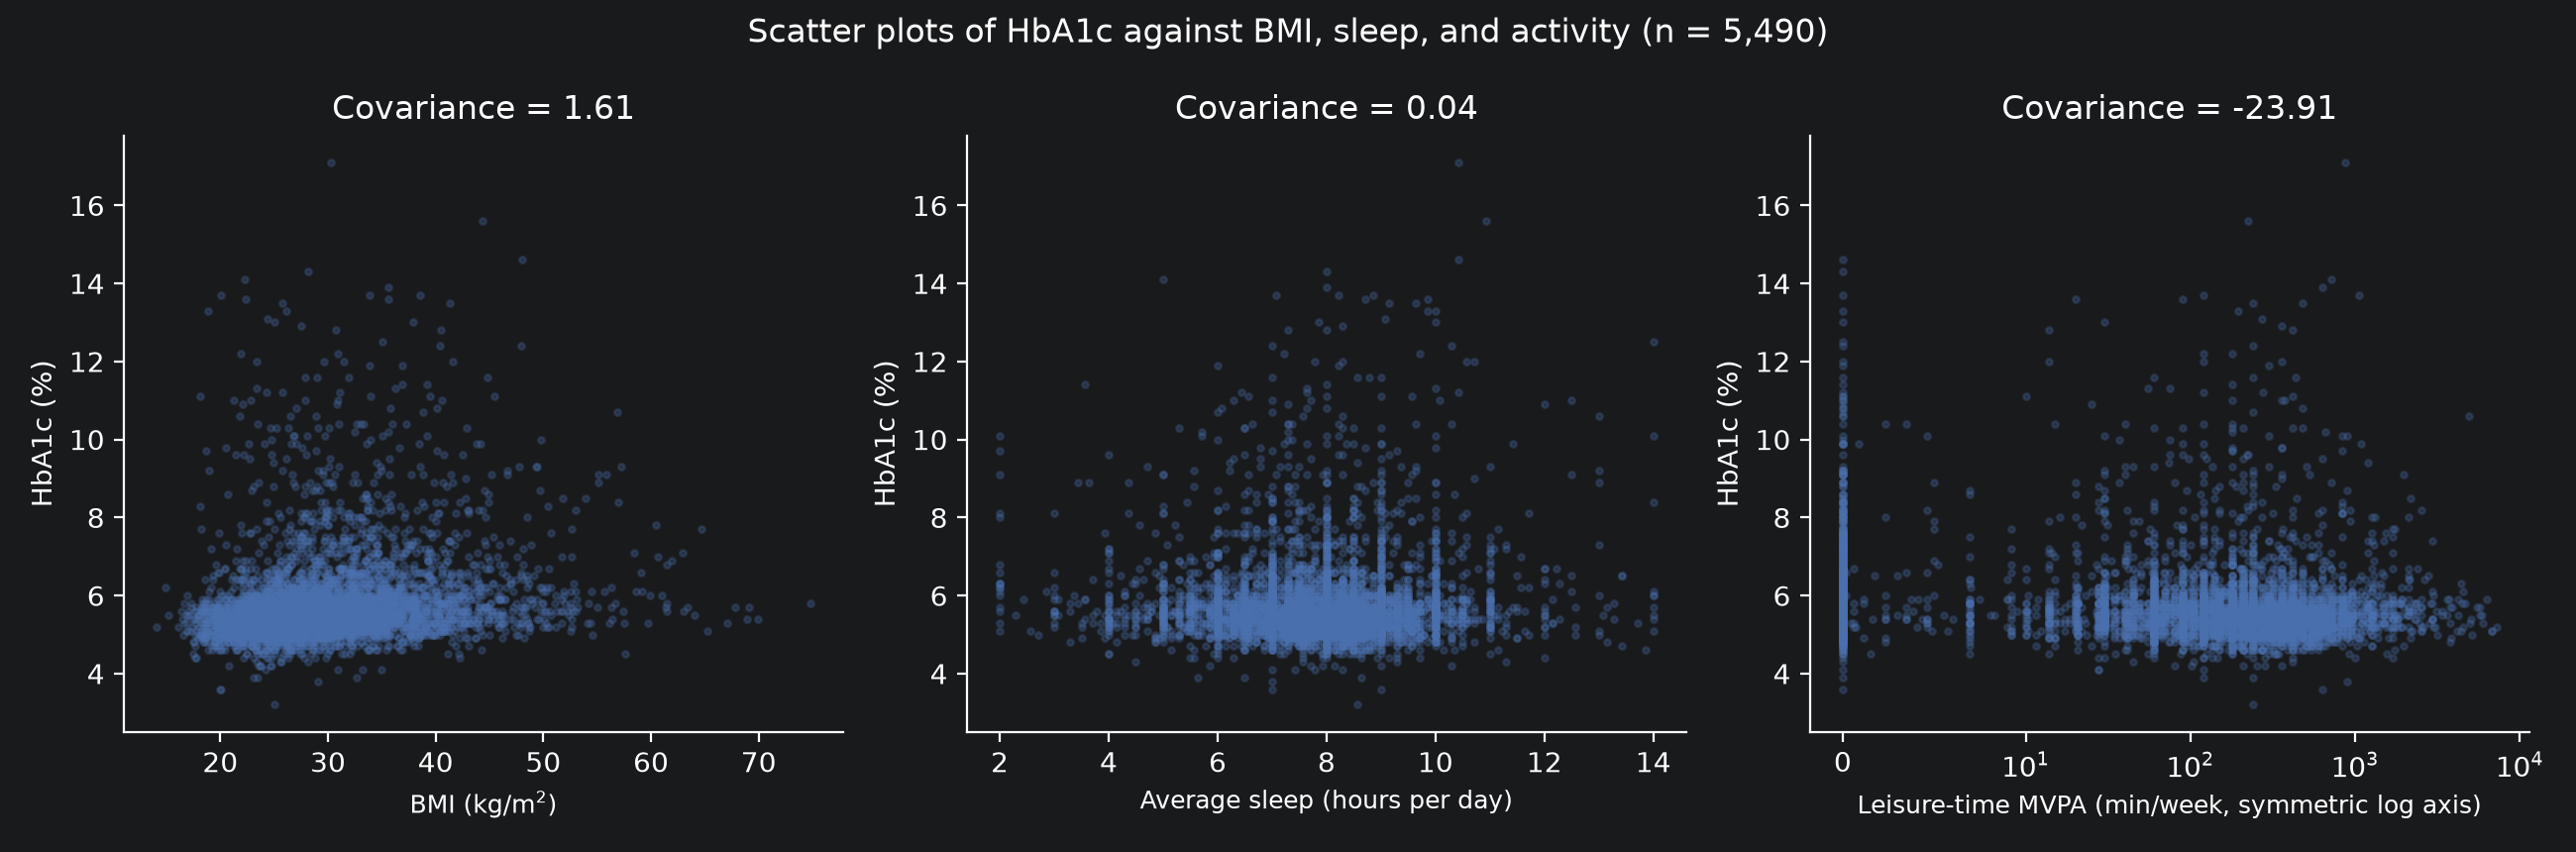 Scatter plots of HbA1c against BMI, sleep, and activity (n = 5,490)
Covariance = 1.61
HbA1c (%)
16
14
12
10
8
6
4
20 30 40 50 60 70
BMI (kg/m²)
Covariance = 0.04
HbA1c (%)
16
14
12
10
8
6
4
2 4 6 8 10 12 14
Average sleep (hours per day)
Covariance = -23.91
HbA1c (%)
16
14
12
10
8
6
4
0 10¹ 10² 10³ 10⁴
Leisure-time MVPA (min/week, symmetric log axis)